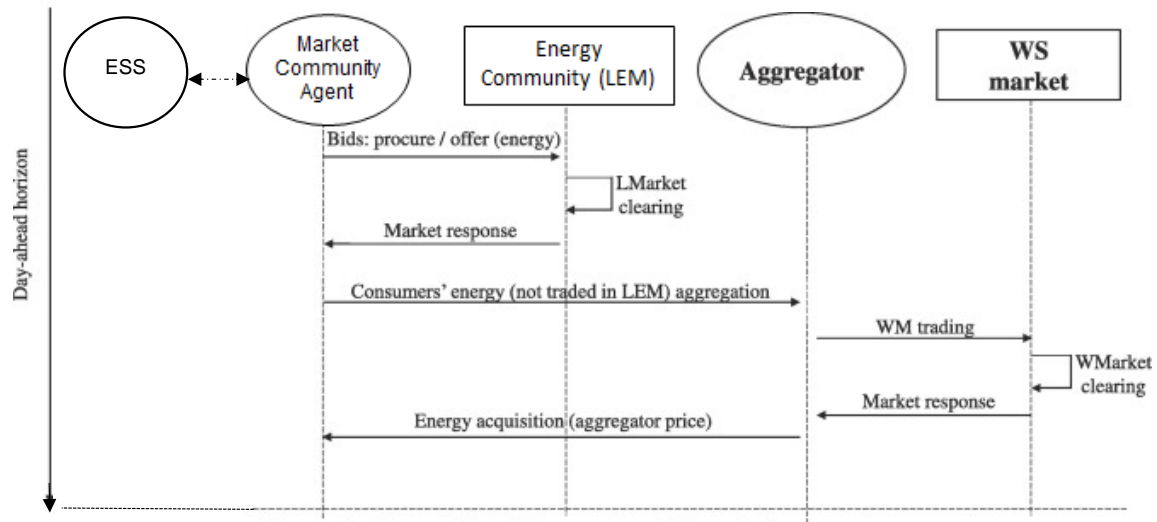 ESS
Market
Community
Agent
Energy
Community (LEM)
Aggregator
WS
market
Day-ahead horizon
Bids: procure / offer (energy)
LMarket
clearing
Market response
Consumers' energy (not traded in LEM) aggregation
WM trading
WMarket
clearing
Market response
Energy acquisition (aggregator price)